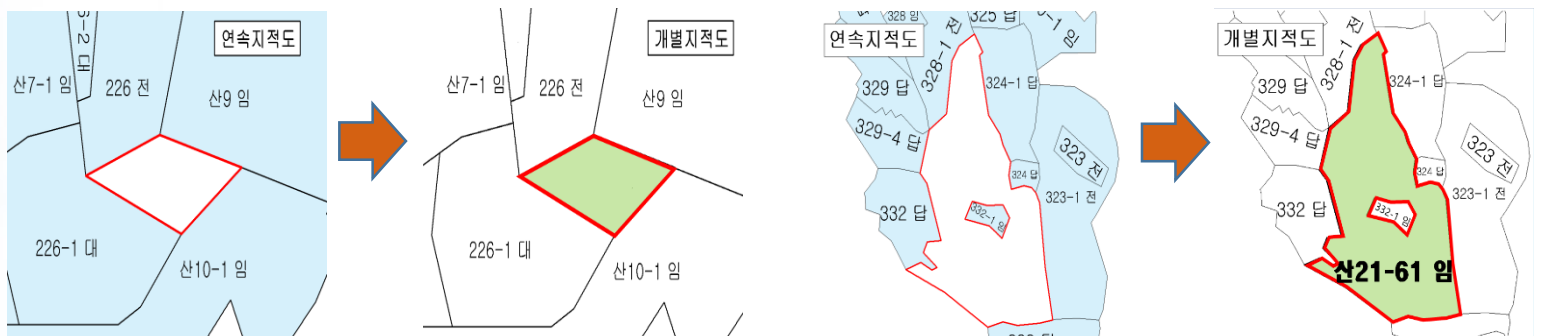 연속지적도
산7-1 임
226 전
산9 임
226-1 대
산10-1 임
개별지적도
산7-1 임
226 전
산9 임
226-1 대
산10-1 임
연속지적도
328 임
325 답
328-1 전
329 답
324-1 답
329-4 답
323 전
324 답
332 답
332-1 임
323-1 전
개별지적도
328-1 전
329 답
324-1 답
329-4 답
323 전
324 답
332 답
332-1 임
323-1 전
산21-61 임